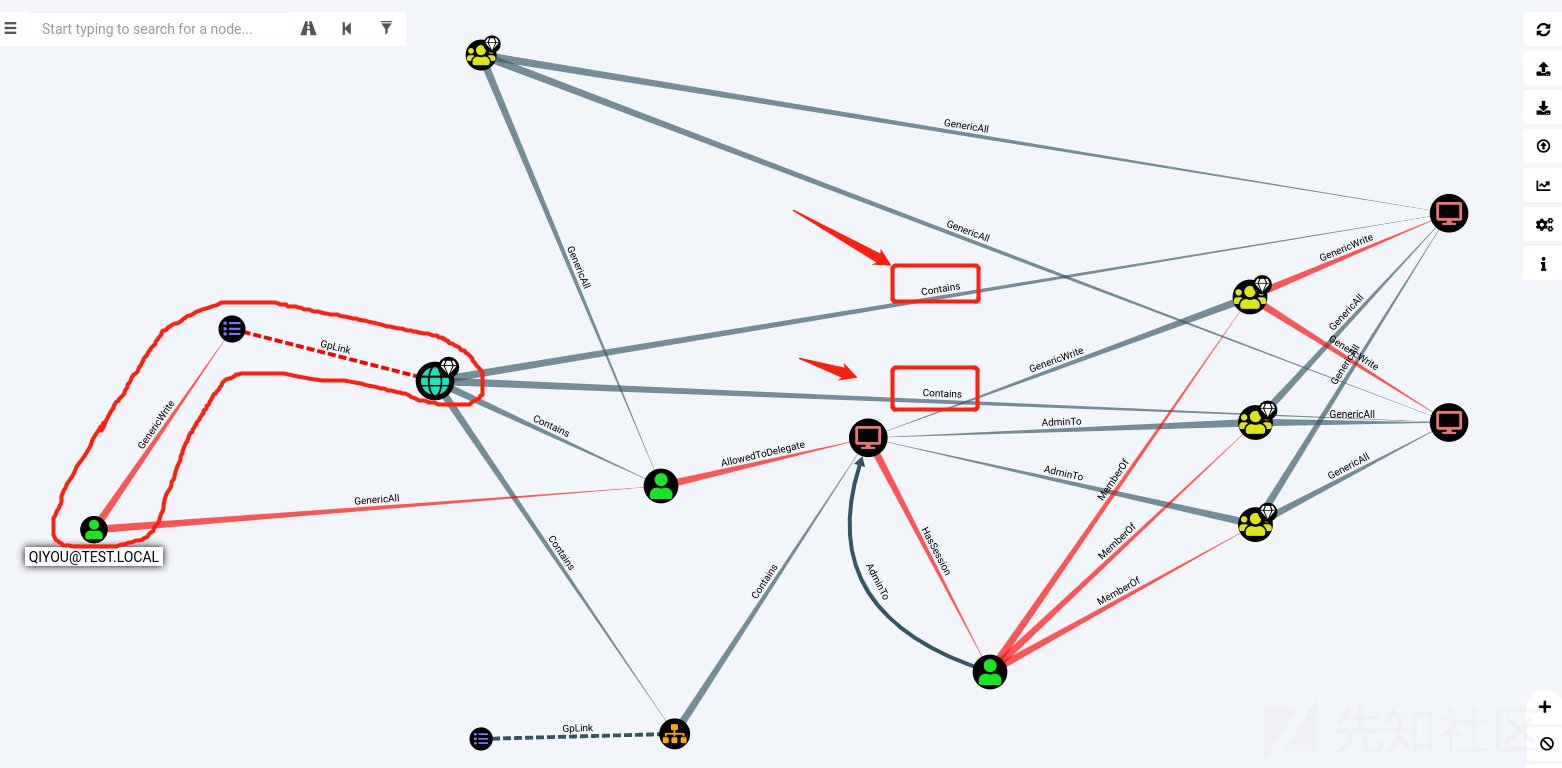 Start typing to search for a node...
GenericAll
GenericAll
GenericAll
GenericWrite
Contains
GenericAll
GpLink
GenericWrite
GenericWrite
GenericAll
Contains
GenericWrite
Contains
AdminTo
GenericAll
AllowedToDelegate
GenericAll
AdminTo
MemberOf
GenericAll
QIYOU@TEST.LOCAL
Contains
HasSession
MemberOf
Contains
AdminTo
MemberOf
GpLink
先知社区